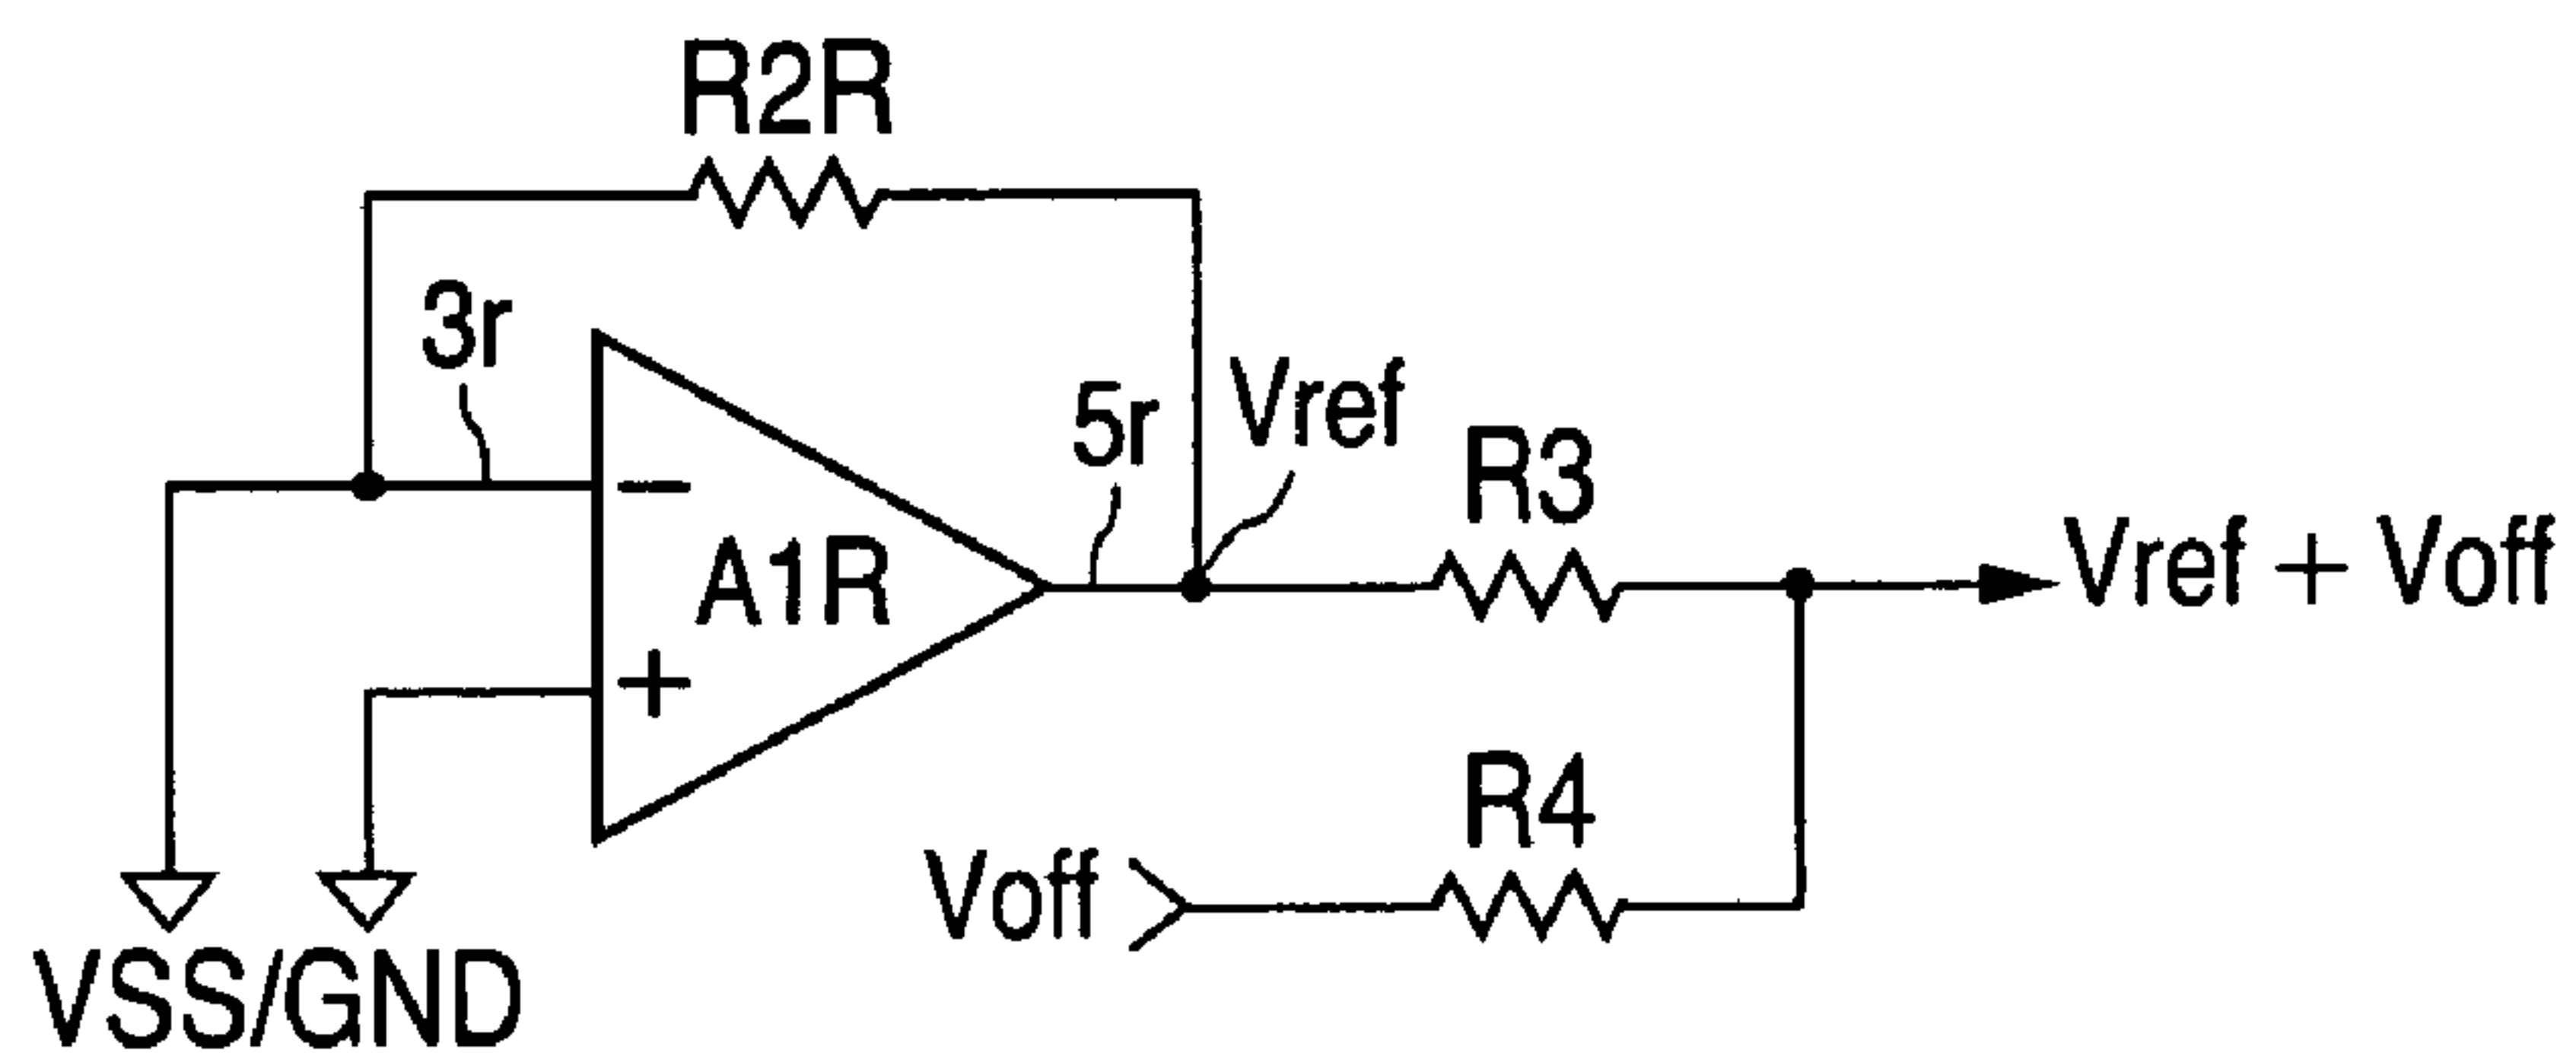 R2R
3r
5r
Vref
R3
−
A1R
+
Vref + Voff
R4
Voff
VSS/GND